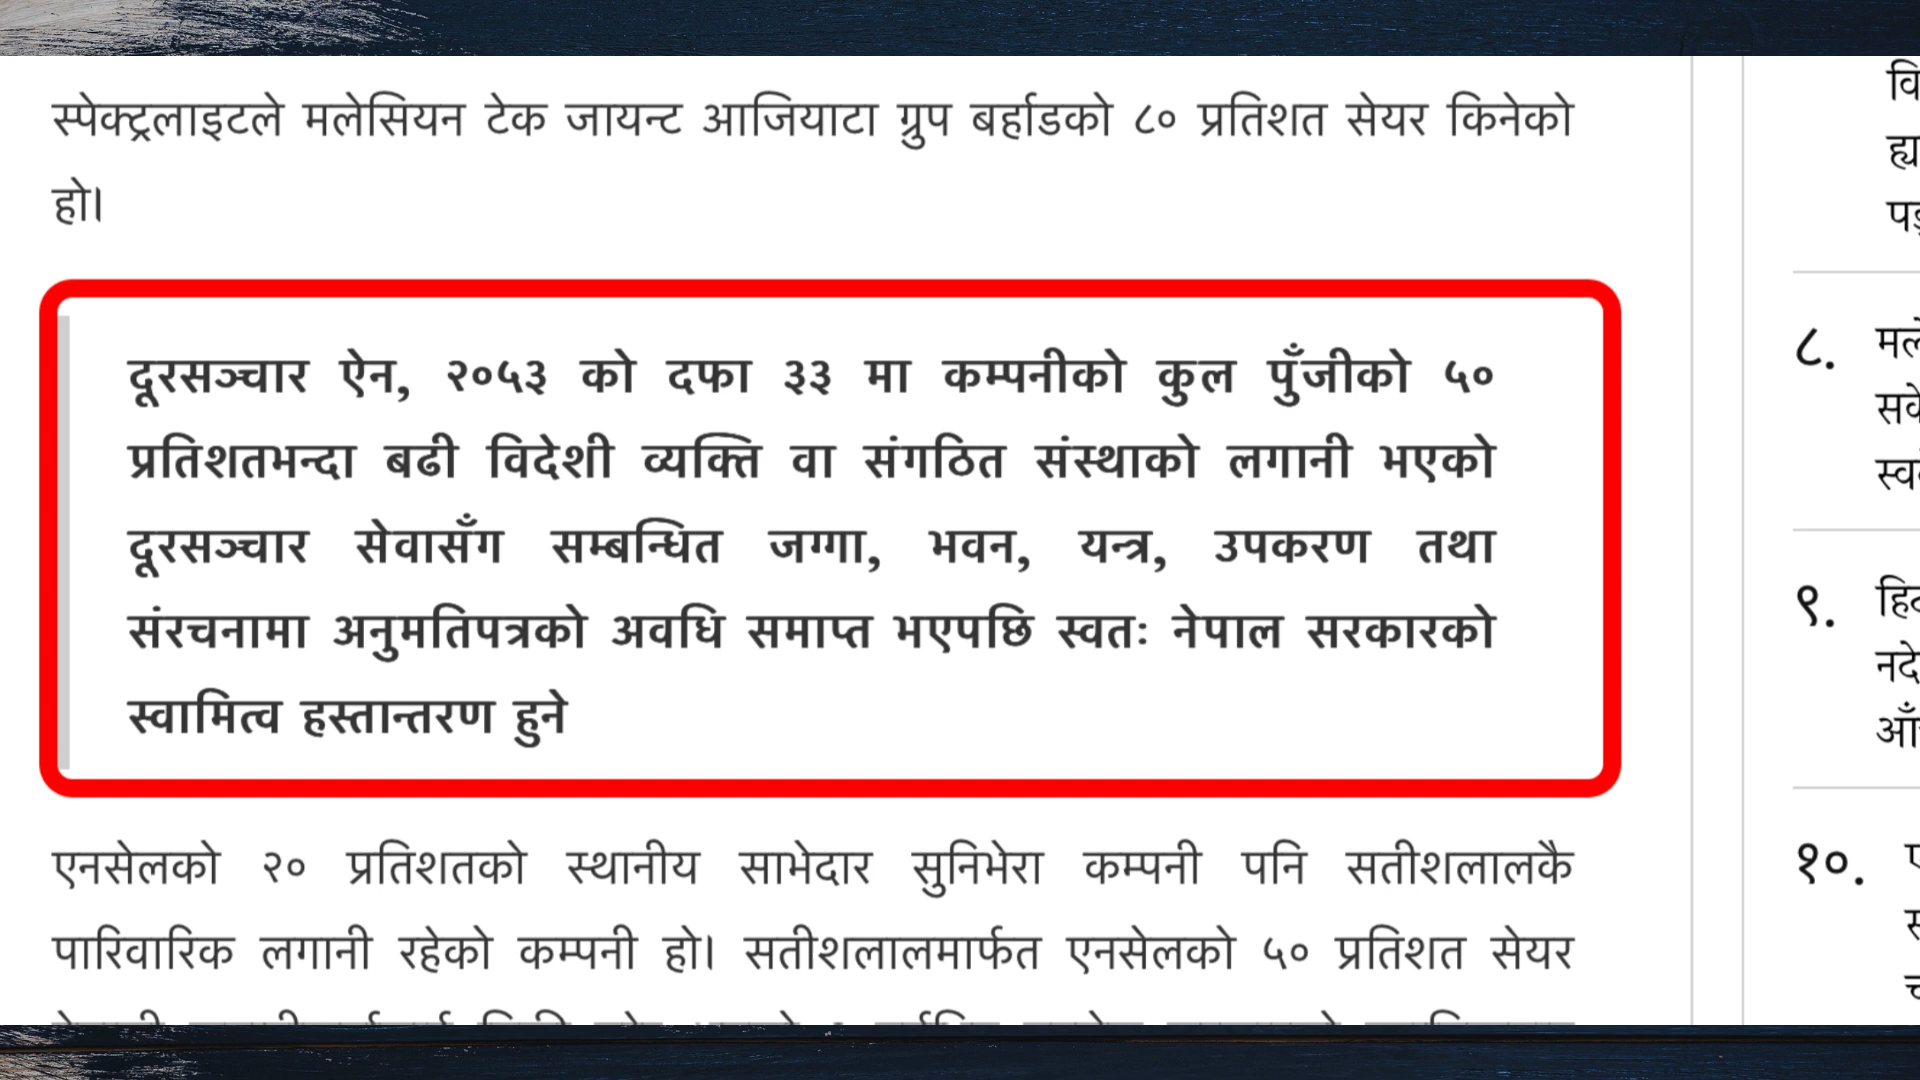 स्पेक्ट्रलाइटले मलेसियन टेक जायन्ट आजियाटा ग्रुप बर्हाडको ८० प्रतिशत सेयर किनेको
हो।
दूरसञ्चार ऐन, २०५३ को दफा ३३ मा कम्पनीको कुल पुँजीको ५०
प्रतिशतभन्दा बढी विदेशी व्यक्ति वा संगठित संस्थाको लगानी भएको
दूरसञ्चार सेवासँग सम्बन्धित जग्गा, भवन, यन्त्र, उपकरण तथा
संरचनामा अनुमतिपत्रको अवधि समाप्त भएपछि स्वतः नेपाल सरकारको
स्वामित्व हस्तान्तरण हुने
एनसेलको २० प्रतिशतको स्थानीय साभेदार सुनिभेरा कम्पनी पनि सतीशलालकै
पारिवारिक लगानी रहेको कम्पनी हो। सतीशलालमार्फत एनसेलको ५० प्रतिशत सेयर
८.
९.
१०.